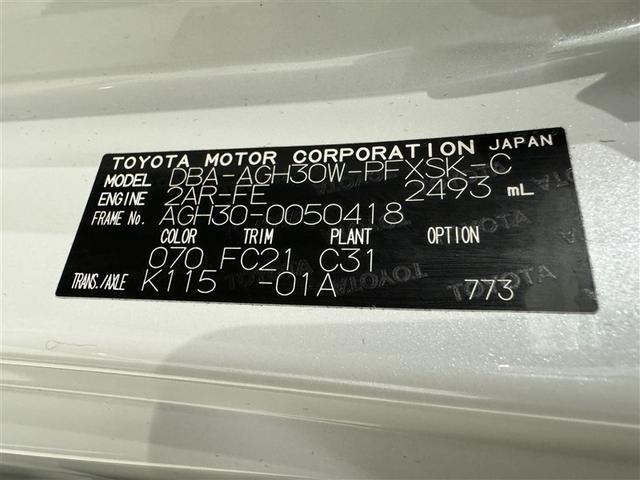 TOYOTA MOTOR CORPORATION JAPAN
MODEL DBA-AGH30W-PFXSK-C
ENGINE 2AR-FE 2493 mL
FRAME No. AGH30-0050418
COLOR TRIM PLANT OPTION
070 FC21 C31
TRANS./AXLE K115 -01A 773